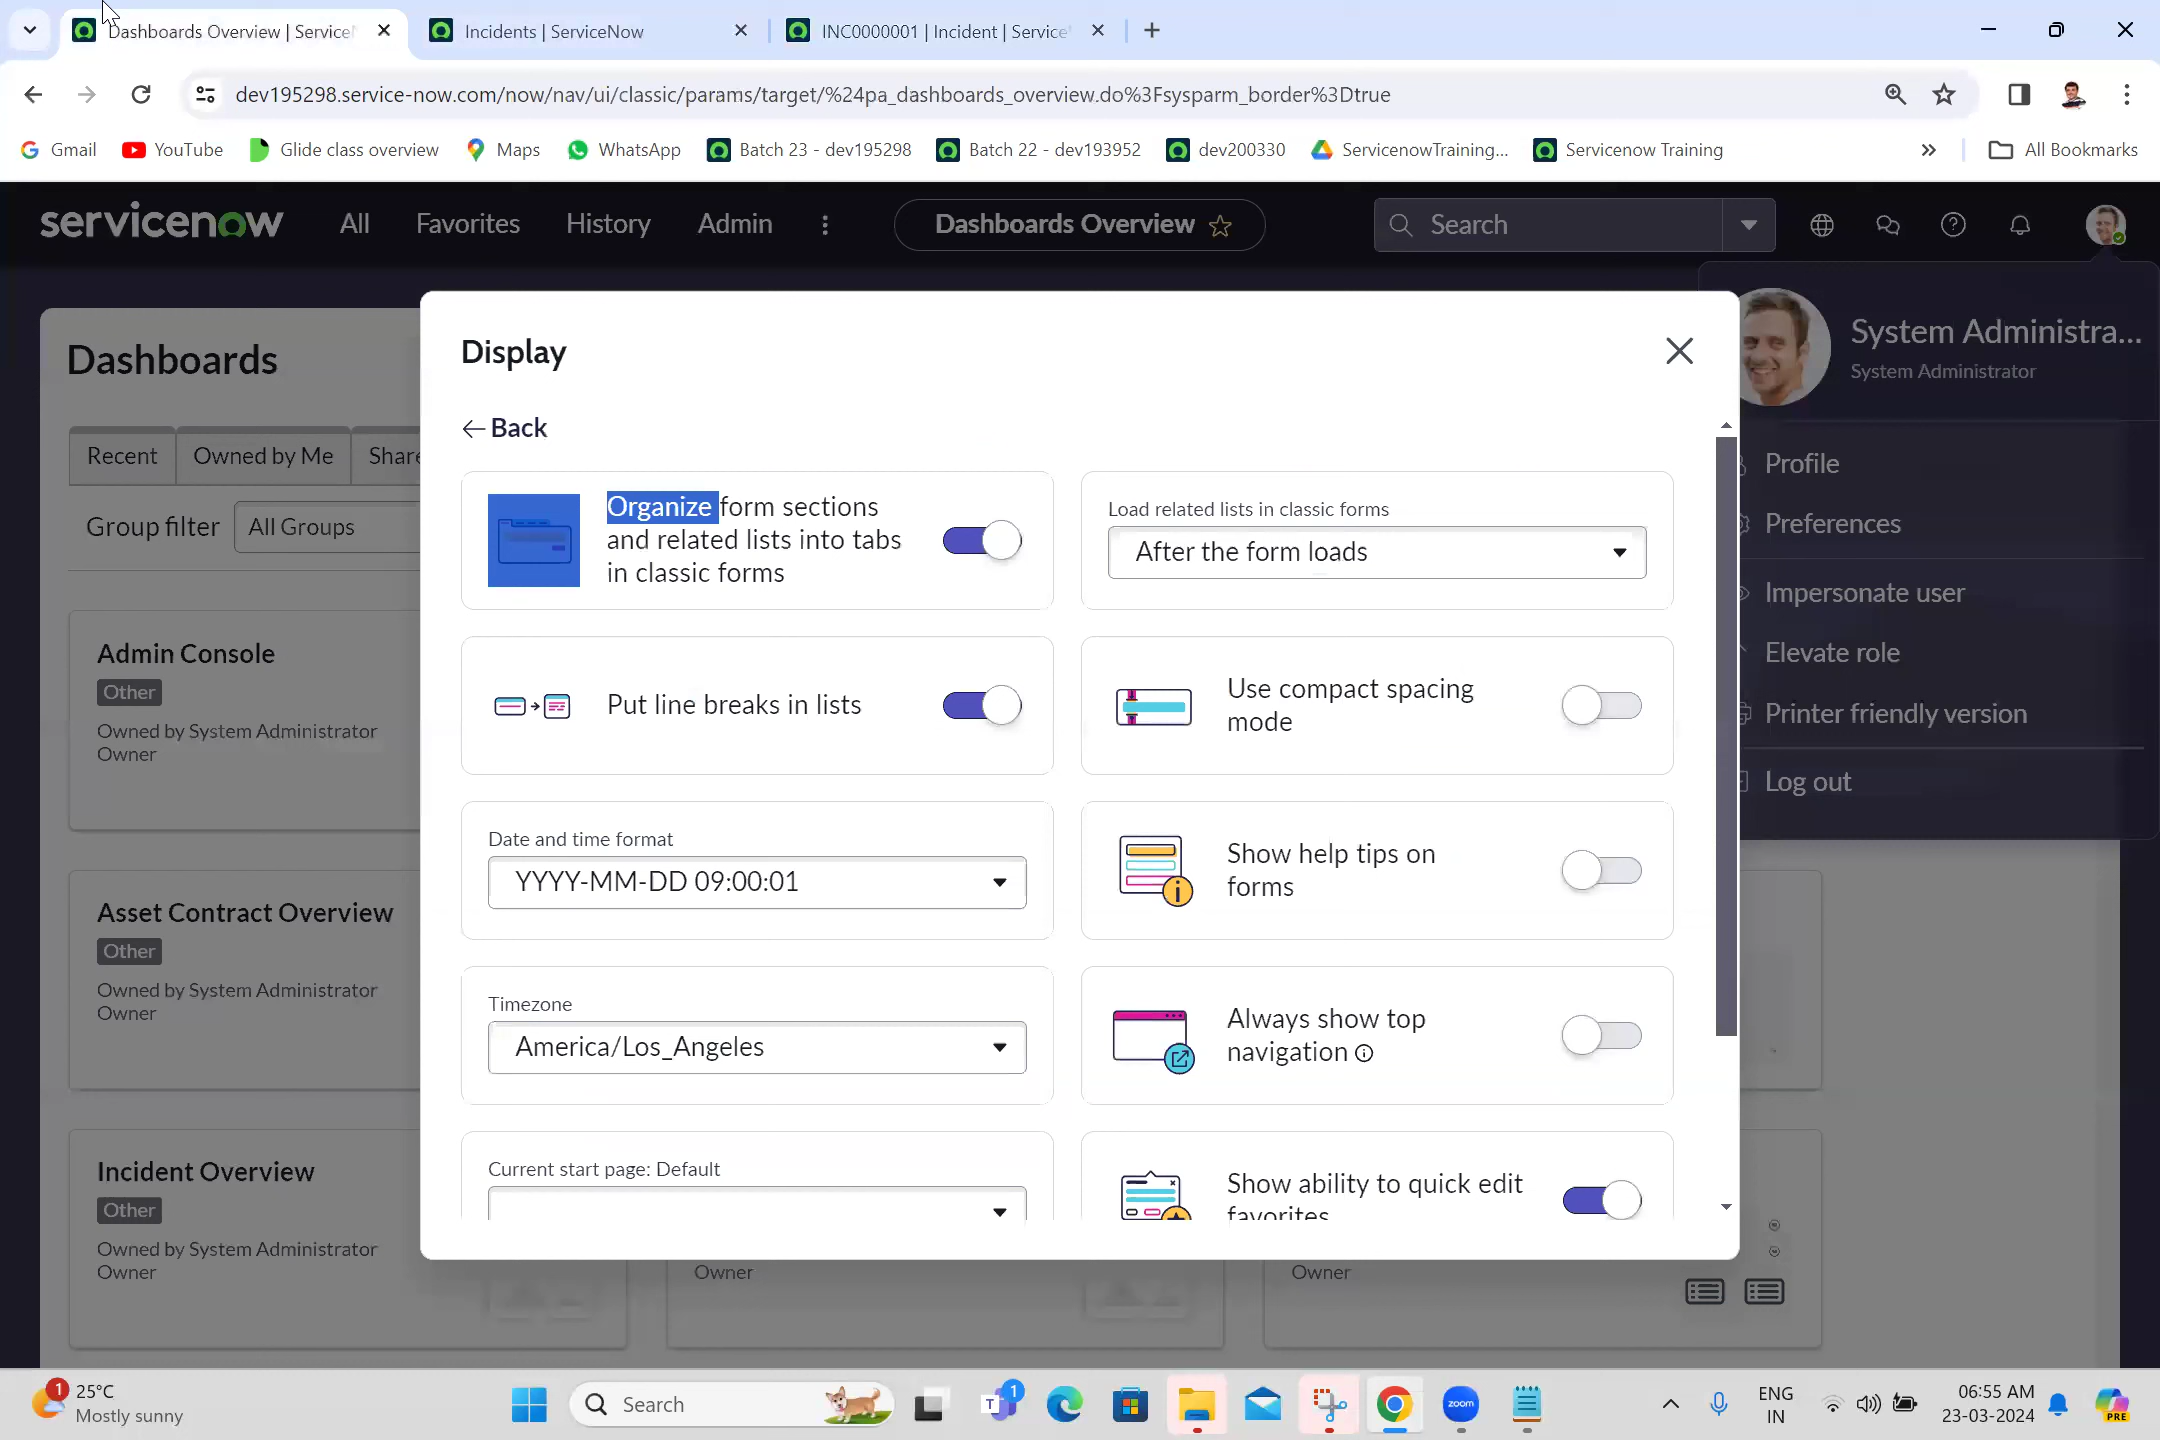 Dashboards Overview | Service
Incidents | ServiceNow
INC0000001 | Incident | Service
dev195298.service-now.com/now/nav/ui/classic/params/target/%24pa_dashboards_overview.do%3Fsysparm_border%3Dtrue
Gmail
YouTube
Glide class overview
Maps
WhatsApp
Batch 23 - dev195298
Batch 22 - dev193952
dev200330
ServicenowTraining...
Servicenow Training
All Bookmarks
servicenow
All
Favorites
History
Admin
Dashboards Overview
Search
System Administra...
System Administrator
Profile
Preferences
Impersonate user
Elevate role
Printer friendly version
Log out
Dashboards
Recent
Owned by Me
Share
Group filter
All Groups
Admin Console
Other
Owned by System Administrator
Owner
Asset Contract Overview
Other
Owned by System Administrator
Owner
Incident Overview
Other
Owned by System Administrator
Owner
Owner
Owner
Display
Back
Organize form sections
and related lists into tabs
in classic forms
Load related lists in classic forms
After the form loads
Put line breaks in lists
Use compact spacing
mode
Date and time format
YYYY-MM-DD 09:00:01
Show help tips on
forms
Timezone
America/Los_Angeles
Always show top
navigation
Current start page: Default
Show ability to quick edit
favorites
1
25°C
Mostly sunny
Search
T
1
zoom
ENG
IN
06:55 AM
23-03-2024
PRE